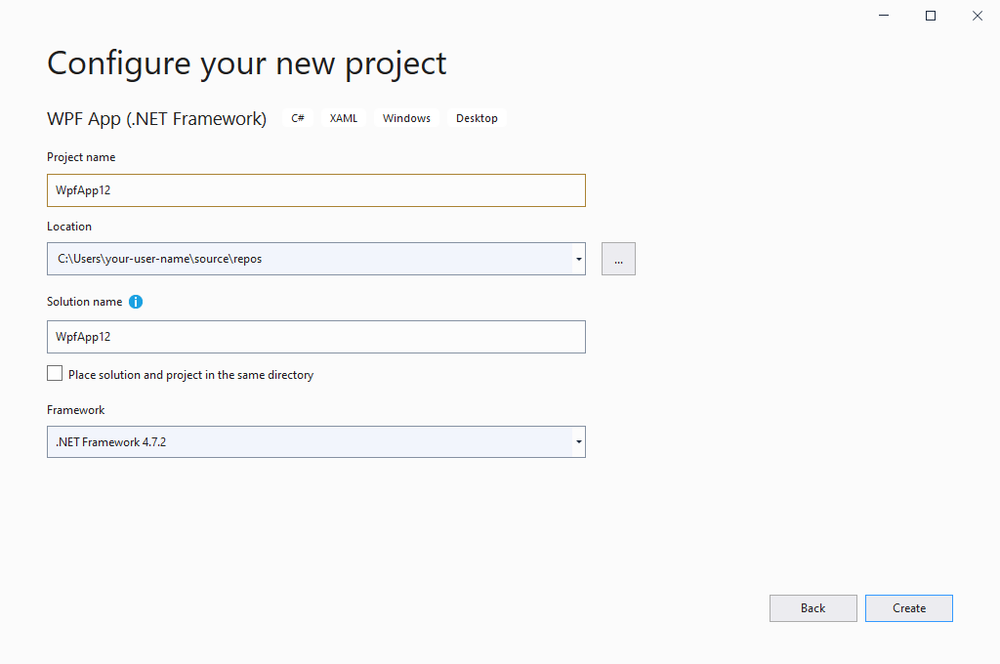 Configure your new project
WPF App (.NET Framework) C# XAML Windows Desktop
Project name
WpfApp12
Location
C:\Users\your-user-name\source\repos
...
Solution name
WpfApp12
Place solution and project in the same directory
Framework
.NET Framework 4.7.2
Back Create